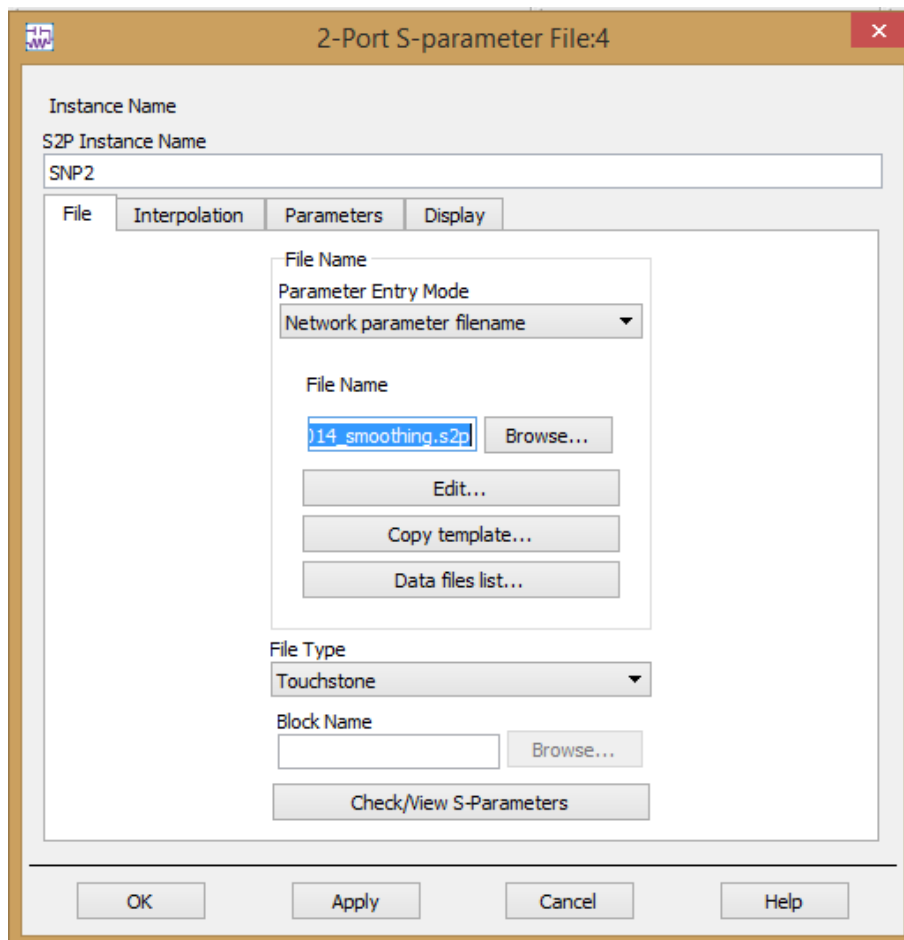 2-Port S-parameter File:4
Instance Name
S2P Instance Name
SNP2
File Interpolation Parameters Display
File Name
Parameter Entry Mode
Network parameter filename
File Name
014_smoothing.s2p Browse...
Edit...
Copy template...
Data files list...
File Type
Touchstone
Block Name
Browse...
Check/View S-Parameters
OK Apply Cancel Help